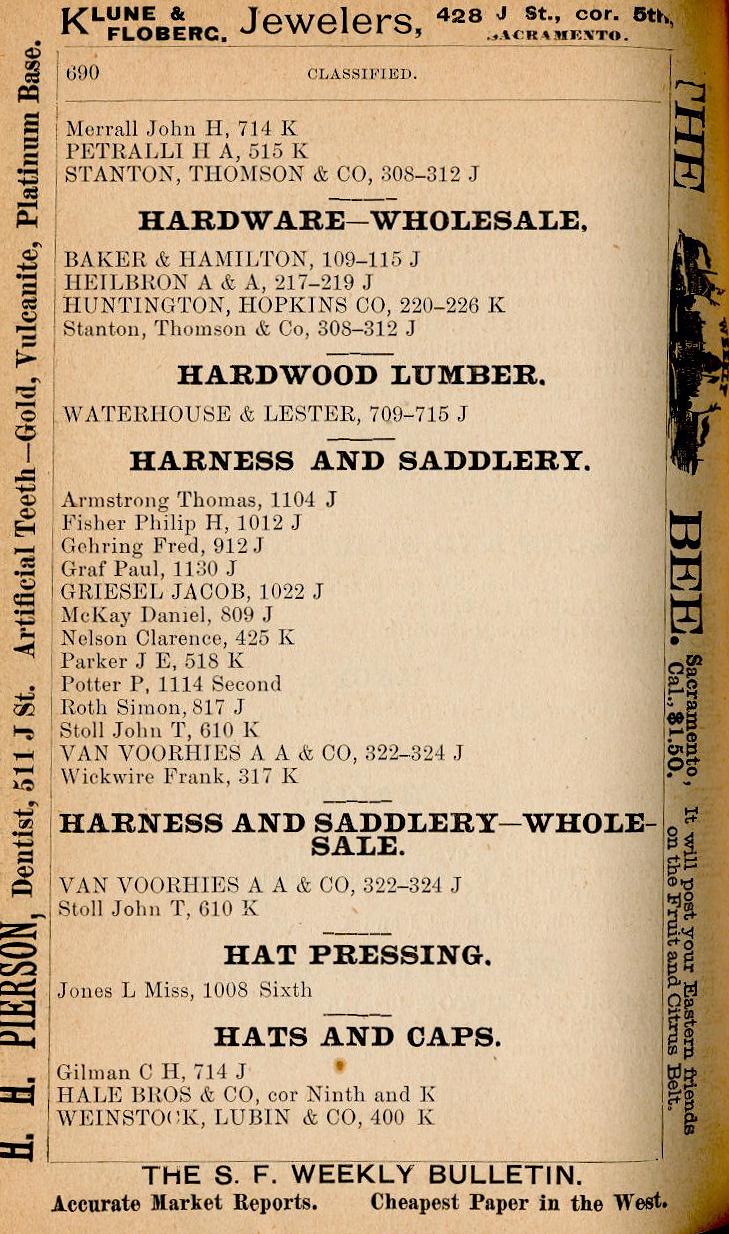 KLUNE & FLOBERG. Jewelers, 428 J St., cor. 5th, SACRAMENTO.
690 CLASSIFIED.
Merrall John H, 714 K
PETRALLI H A, 515 K
STANTON, THOMSON & CO, 308–312 J
HARDWARE—WHOLESALE.
BAKER & HAMILTON, 109–115 J
HEILBRON A & A, 217–219 J
HUNTINGTON, HOPKINS CO, 220–226 K
Stanton, Thomson & Co, 308–312 J
HARDWOOD LUMBER.
WATERHOUSE & LESTER, 709–715 J
HARNESS AND SADDLERY.
Armstrong Thomas, 1104 J
Fisher Philip H, 1012 J
Gehring Fred, 912 J
Graf Paul, 1130 J
GRIESEL JACOB, 1022 J
McKay Daniel, 809 J
Nelson Clarence, 425 K
Parker J E, 518 K
Potter P, 1114 Second
Roth Simon, 817 J
Stoll John T, 610 K
VAN VOORHIES A A & CO, 322–324 J
Wickwire Frank, 317 K
HARNESS AND SADDLERY—WHOLE-
SALE.
VAN VOORHIES A A & CO, 322–324 J
Stoll John T, 610 K
HAT PRESSING.
Jones L Miss, 1008 Sixth
HATS AND CAPS.
Gilman C H, 714 J
HALE BROS & CO, cor Ninth and K
WEINSTOCK, LUBIN & CO, 400 K
THE S. F. WEEKLY BULLETIN.
Accurate Market Reports. Cheapest Paper in the West.
H. H. PIERSON, Dentist, 511 J St. Artificial Teeth—Gold, Vulcanite, Platinum Base.
THE WEEKLY BEE.
Sacramento, Cal., $1.50.
It will post your Eastern friends
on the Fruit and Citrus Belt.